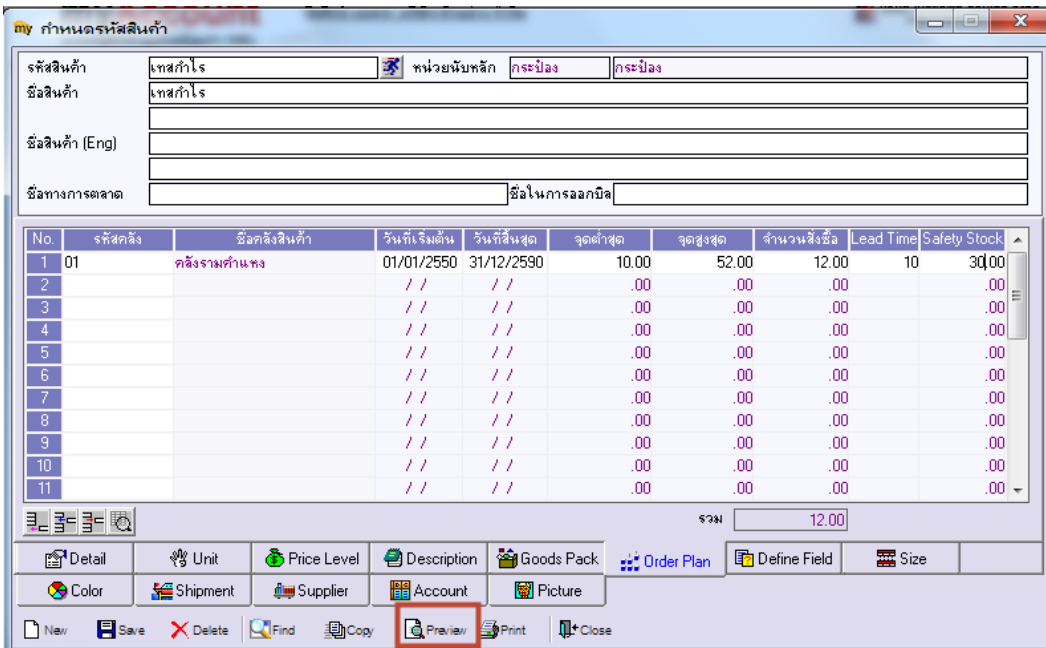 my กำหนดรหัสสินค้า
รหัสสินค้า เทสกำไร หน่วยนับหลัก กระป๋อง กระป๋อง
ชื่อสินค้า เทสกำไร
ชื่อสินค้า (Eng)
ชื่อทางการตลาด ชื่อในการออกบิล
No. รหัสคลัง ชื่อคลังสินค้า วันที่เริ่มต้น วันที่สิ้นสุด จุดต่ำสุด จุดสูงสุด จำนวนสั่งซื้อ Lead Time Safety Stock
1 01 คลังรามคำแหง 01/01/2550 31/12/2590 10.00 52.00 12.00 10 30.00
2 / / / / .00 .00 .00 .00
3 / / / / .00 .00 .00 .00
4 / / / / .00 .00 .00 .00
5 / / / / .00 .00 .00 .00
6 / / / / .00 .00 .00 .00
7 / / / / .00 .00 .00 .00
8 / / / / .00 .00 .00 .00
9 / / / / .00 .00 .00 .00
10 / / / / .00 .00 .00 .00
11 / / / / .00 .00 .00 .00
รวม 12.00
Detail Unit Price Level Description Goods Pack Order Plan Define Field Size
Color Shipment Supplier Account Picture
New Save Delete Find Copy Preview Print Close